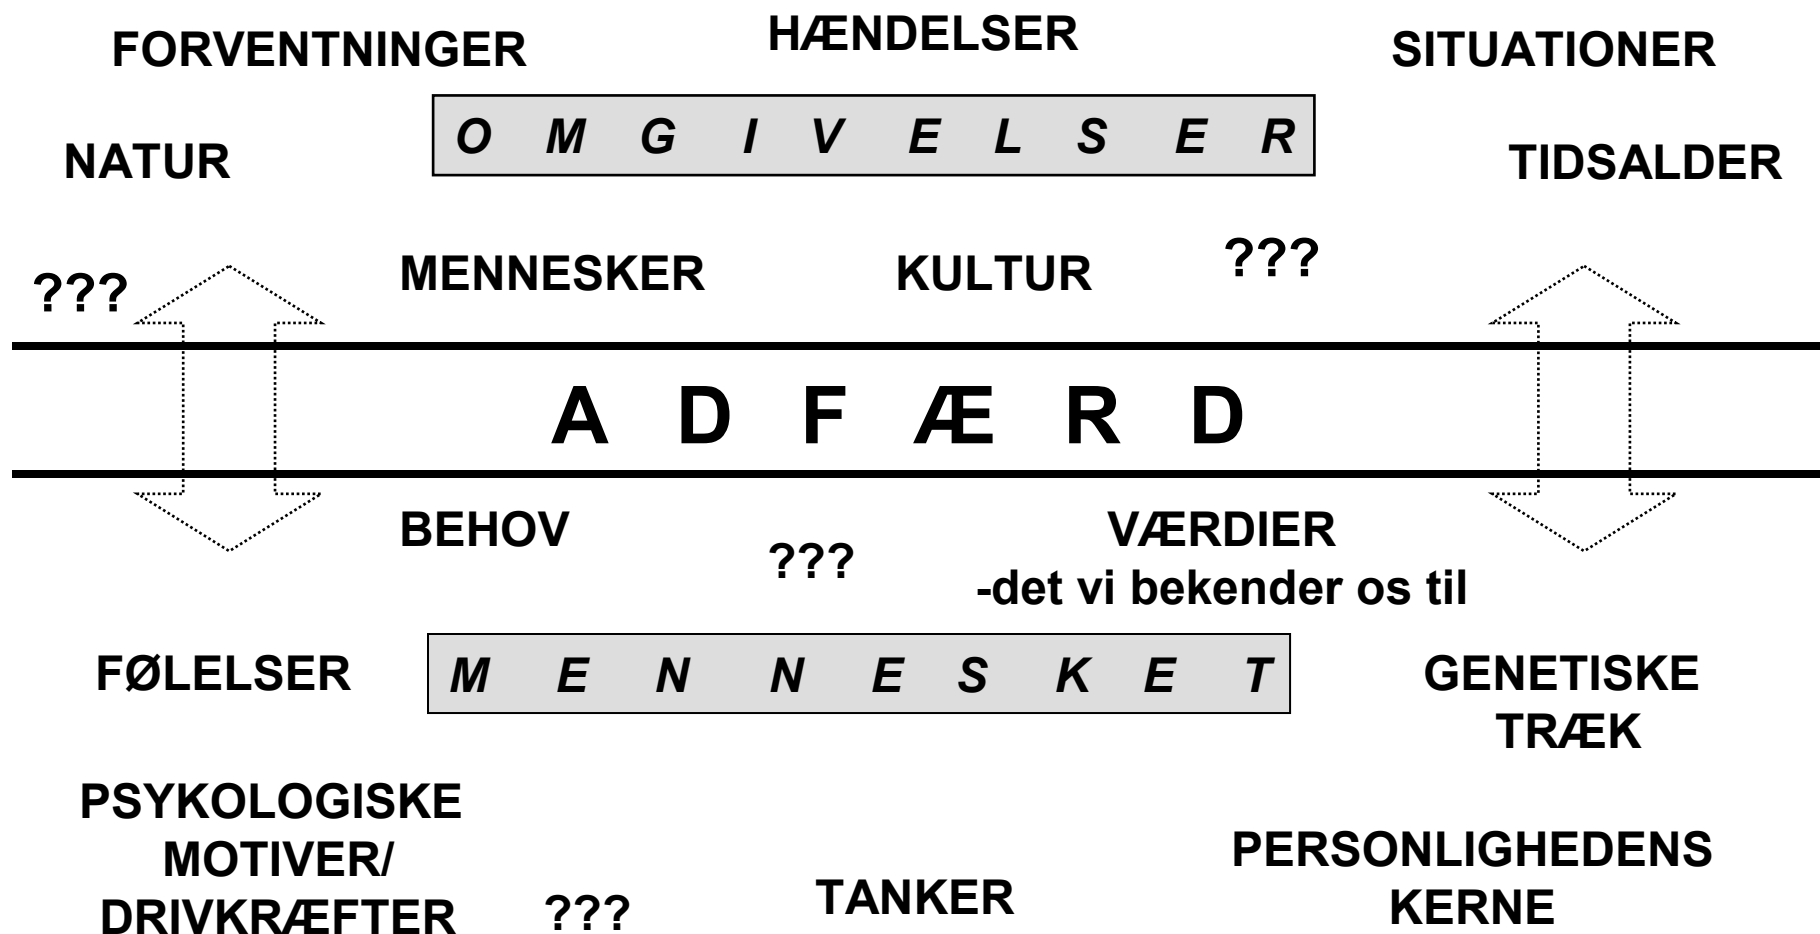 FORVENTNINGER
HÆNDELSER
SITUATIONER
O M G I V E L S E R
NATUR
TIDSALDER
???
MENNESKER
KULTUR
???
A D F Æ R D
BEHOV
???
VÆRDIER
-det vi bekender os til
FØLELSER
M E N N E S K E T
GENETISKE
TRÆK
PSYKOLOGISKE
MOTIVER/
DRIVKRÆFTER
???
TANKER
PERSONLIGHEDENS
KERNE